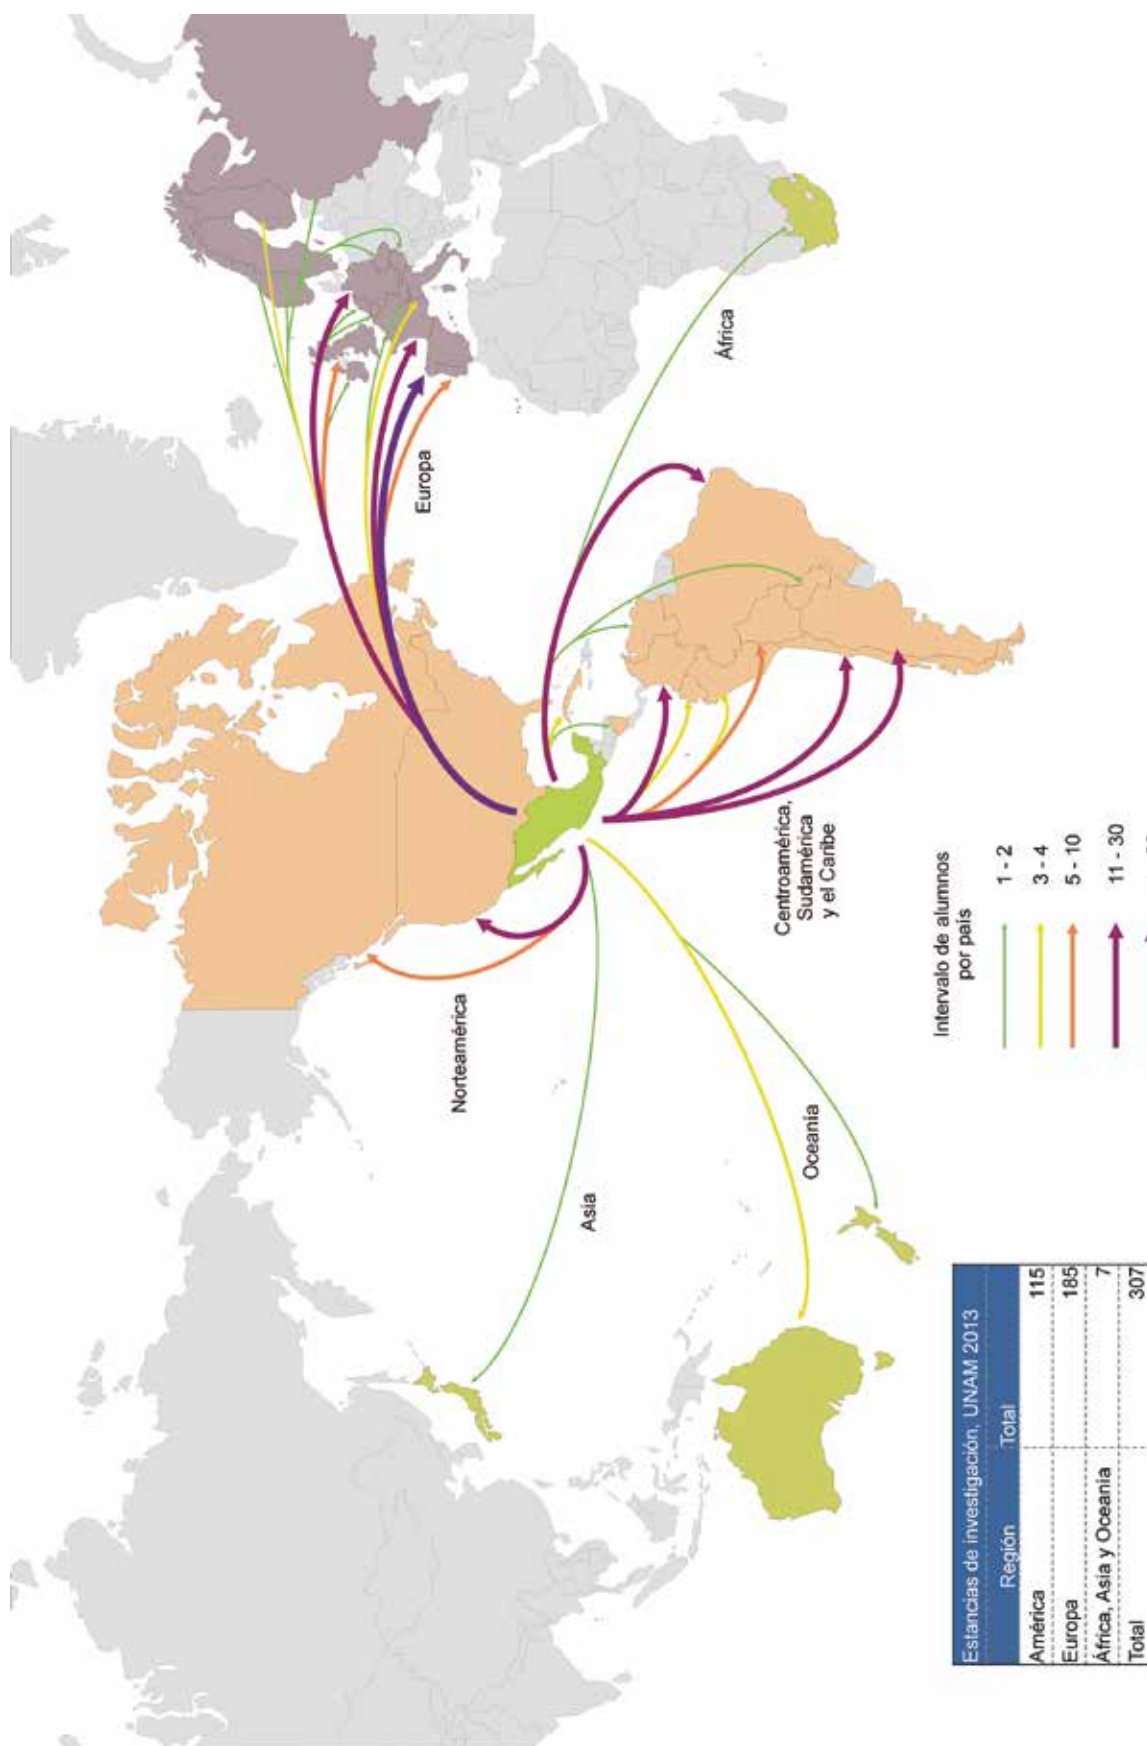 Europa
África
Norteamérica
Asia
Oceanía
Centroamérica,
Sudamérica
y el Caribe
Intervalo de alumnos
por país
1 - 2
3 - 4
5 - 10
11 - 30
Estancias de investigación, UNAM 2013
Región Total
América 115
Europa 185
África, Asia y Oceanía 7
Total 307